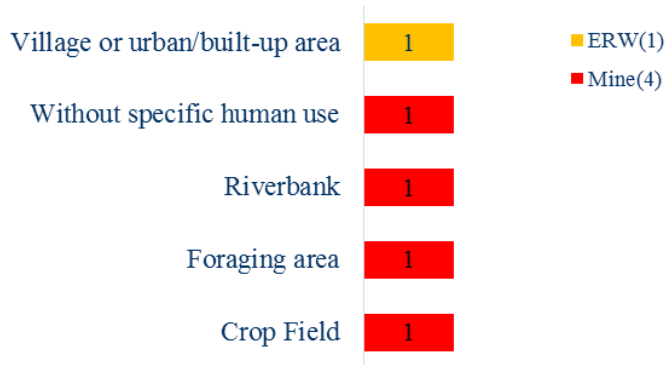 Village or urban/built-up area
1
ERW(1)
Mine(4)
Without specific human use
1
Riverbank
1
Foraging area
1
Crop Field
1